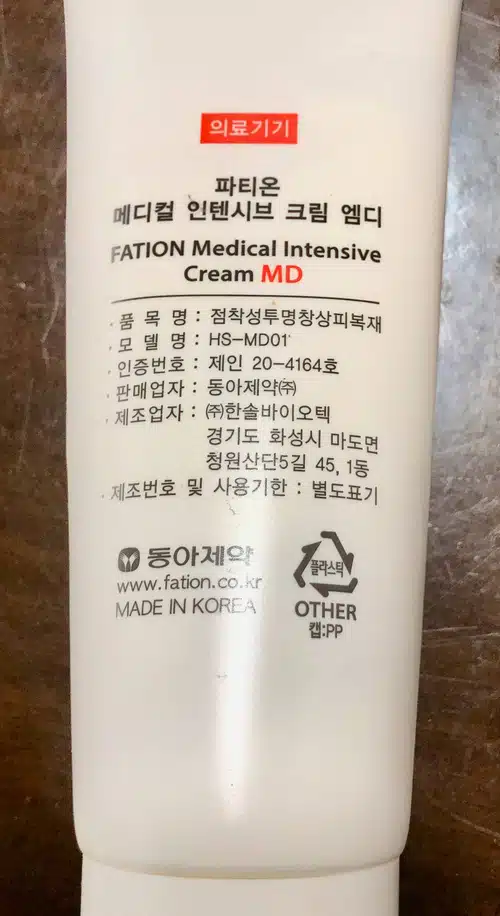 의료기기
파티온
메디컬 인텐시브 크림 엠디
FATION Medical Intensive
Cream MD
· 품 목 명 : 점착성투명창상피복재
· 모 델 명 : HS-MD01
· 인증번호 : 제인 20-4164호
· 판매업자 : 동아제약㈜
· 제조업자 : ㈜한솔바이오텍
경기도 화성시 마도면
청원산단5길 45, 1동
· 제조번호 및 사용기한 : 별도표기
동아제약
www.fation.co.kr
MADE IN KOREA
플라스틱
OTHER
캡:PP